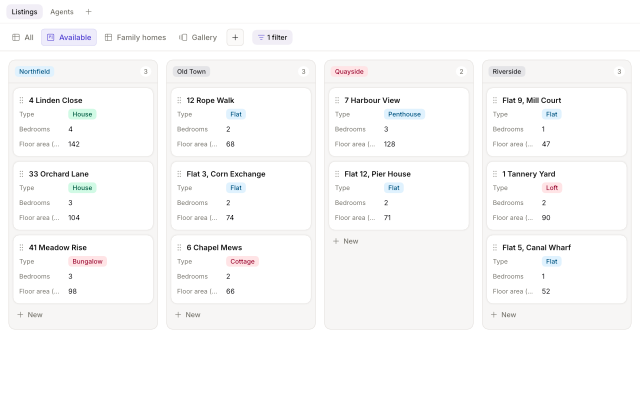 Listings Agents
All Available Family homes Gallery 1 filter
Northfield 3
4 Linden Close
Type House
Bedrooms 4
Floor area (... 142
33 Orchard Lane
Type House
Bedrooms 3
Floor area (... 104
41 Meadow Rise
Type Bungalow
Bedrooms 3
Floor area (... 98
+ New
Old Town 3
12 Rope Walk
Type Flat
Bedrooms 2
Floor area (... 68
Flat 3, Corn Exchange
Type Flat
Bedrooms 2
Floor area (... 74
6 Chapel Mews
Type Cottage
Bedrooms 2
Floor area (... 66
+ New
Quayside 2
7 Harbour View
Type Penthouse
Bedrooms 3
Floor area (... 128
Flat 12, Pier House
Type Flat
Bedrooms 2
Floor area (... 71
+ New
Riverside 3
Flat 9, Mill Court
Type Flat
Bedrooms 1
Floor area (... 47
1 Tannery Yard
Type Loft
Bedrooms 2
Floor area (... 90
Flat 5, Canal Wharf
Type Flat
Bedrooms 1
Floor area (... 52
+ New